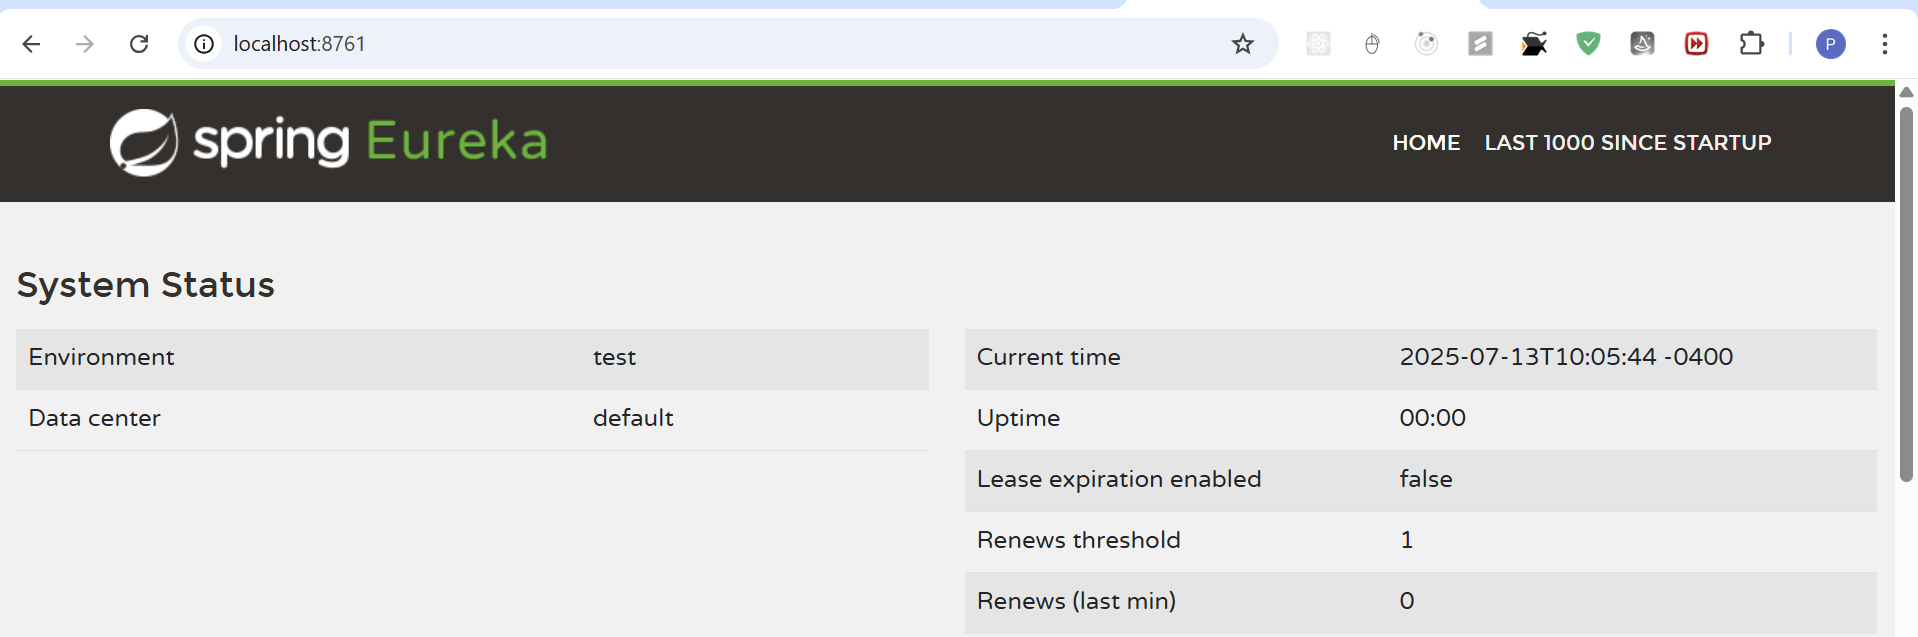 localhost:8761
P
spring Eureka
HOME LAST 1000 SINCE STARTUP
System Status
Environment test
Data center default
Current time 2025-07-13T10:05:44 -0400
Uptime 00:00
Lease expiration enabled false
Renews threshold 1
Renews (last min) 0